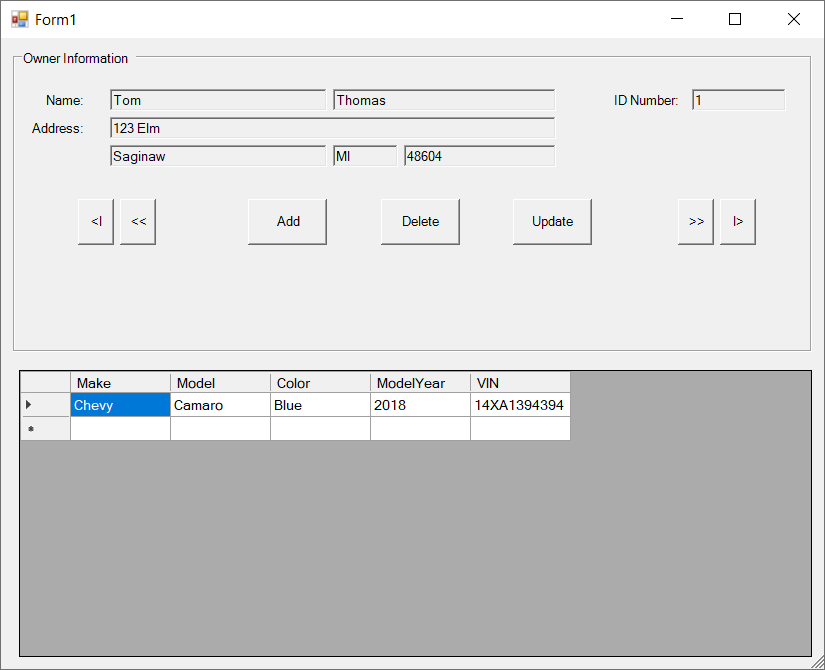 Form1
Owner Information
Name: Tom Thomas ID Number: 1
Address: 123 Elm
Saginaw MI 48604
<I << Add Delete Update >> I>
Make Model Color ModelYear VIN
Chevy Camaro Blue 2018 14XA1394394